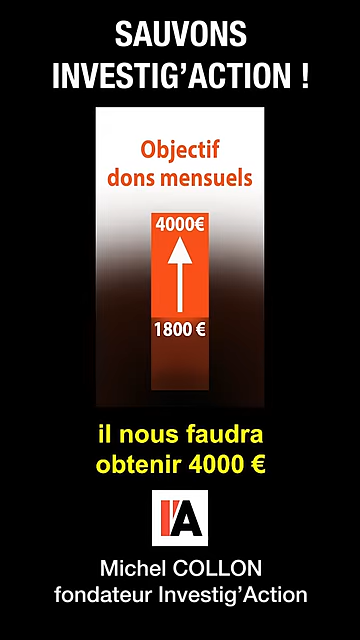 SAUVONS
INVESTIG'ACTION !
Objectif
dons mensuels
4000€
1800 €
il nous faudra
obtenir 4000 €
I'A
Michel COLLON
fondateur Investig'Action